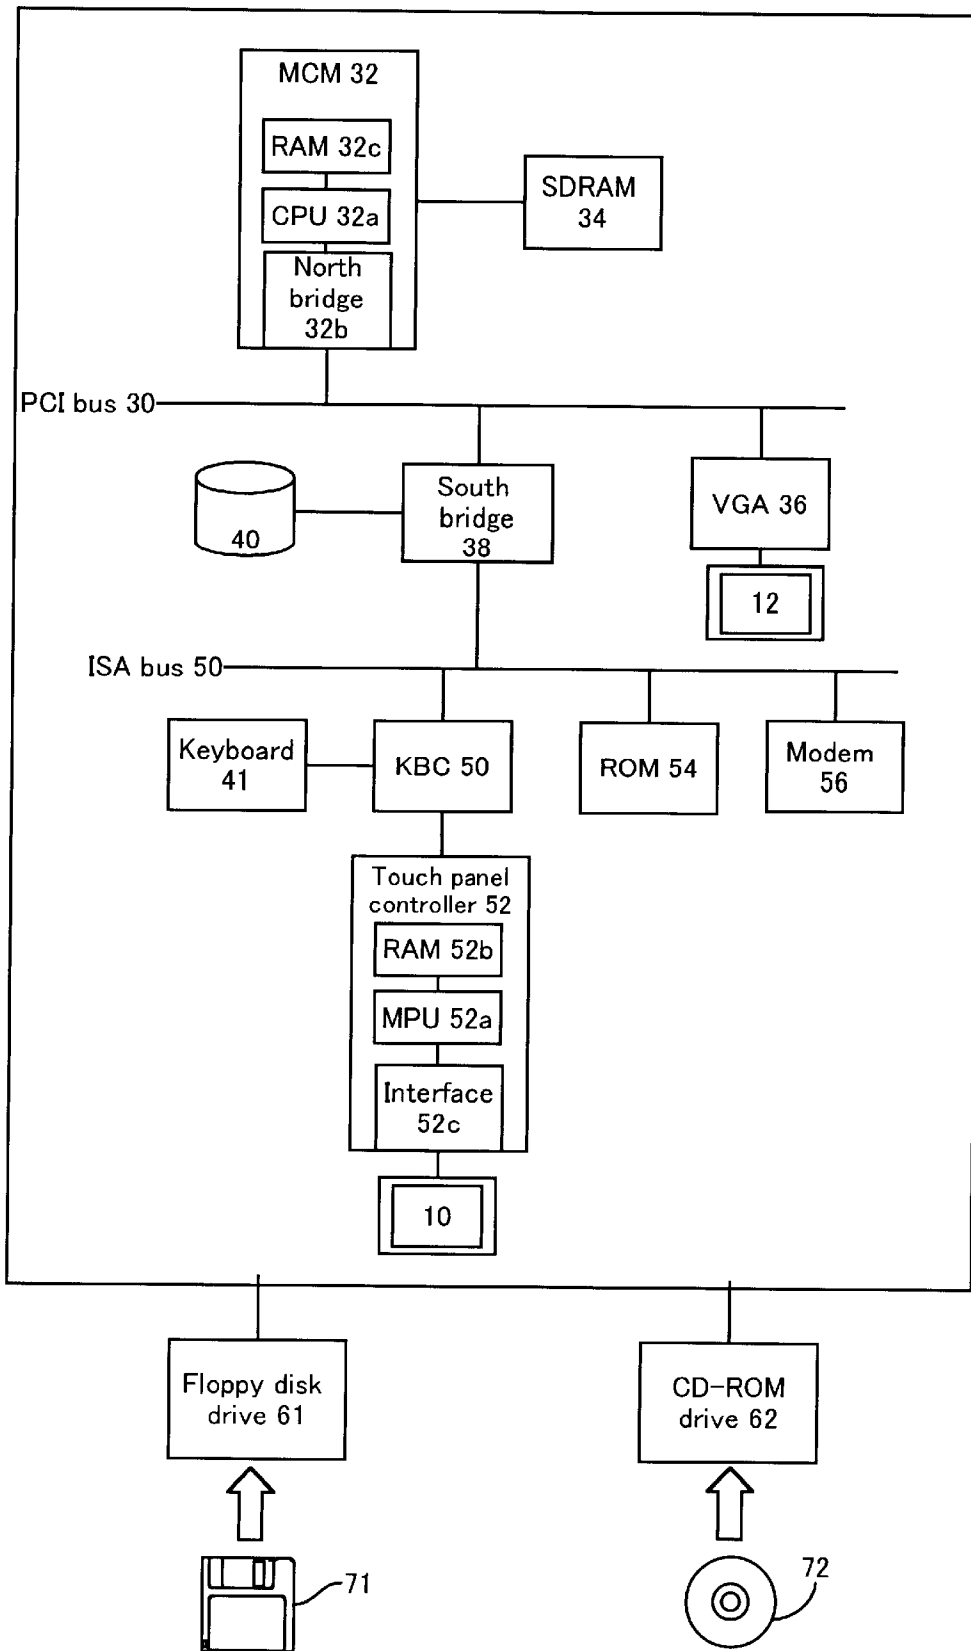 MCM 32
RAM 32c
CPU 32a
North
bridge
32b
SDRAM
34
PCI bus 30
40
South
bridge
38
VGA 36
12
ISA bus 50
Keyboard
41
KBC 50
ROM 54
Modem
56
Touch panel
controller 52
RAM 52b
MPU 52a
Interface
52c
10
Floppy disk
drive 61
CD-ROM
drive 62
71
72